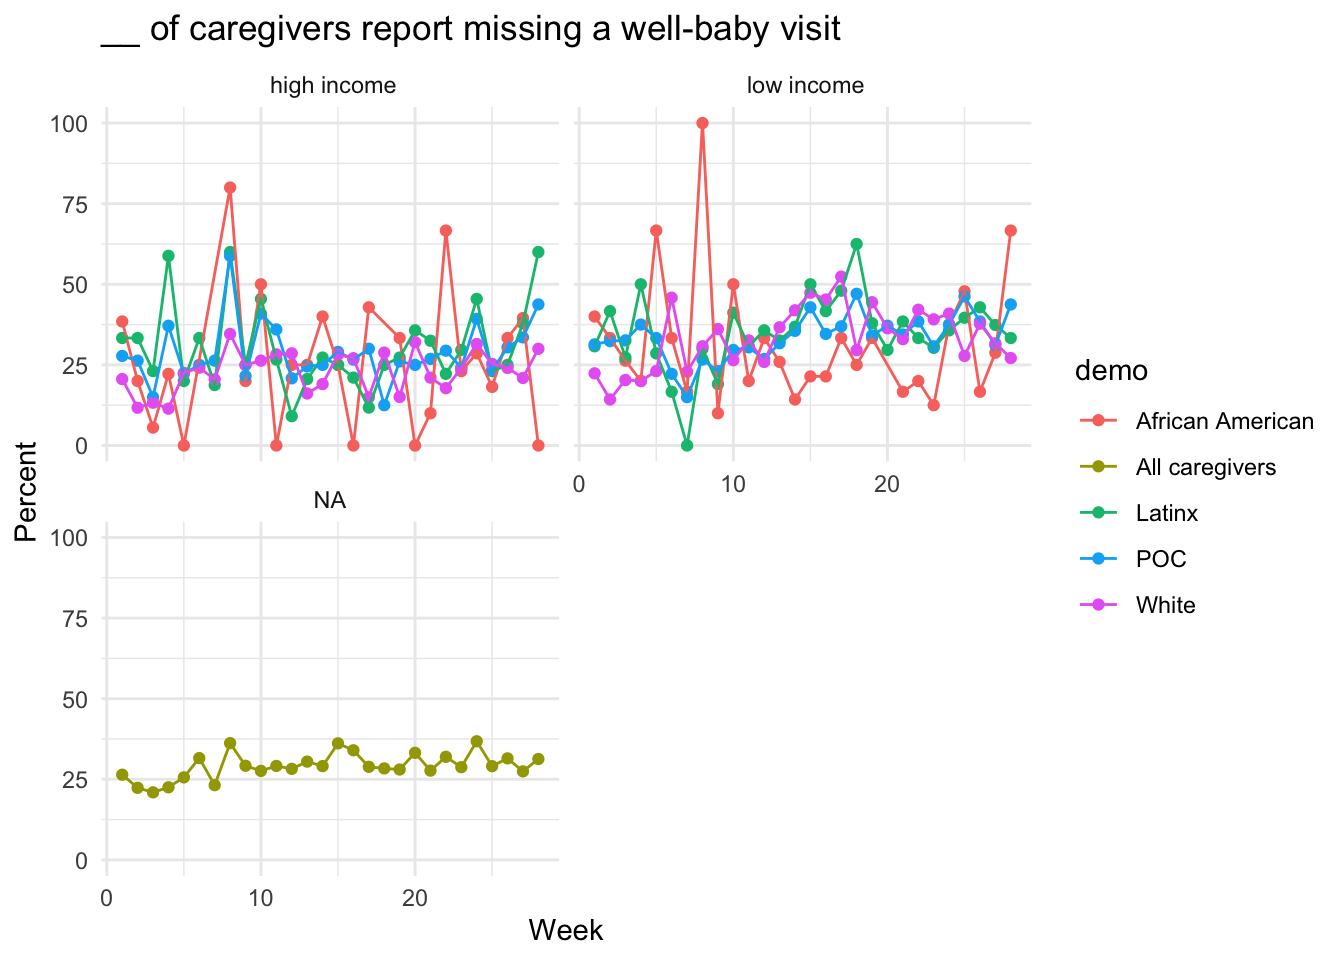 __ of caregivers report missing a well-baby visit
high income
low income
100
75
50
25
0
0
10
20
NA
100
75
50
25
0
0
10
20
Percent
Week
demo
African American
All caregivers
Latinx
POC
White